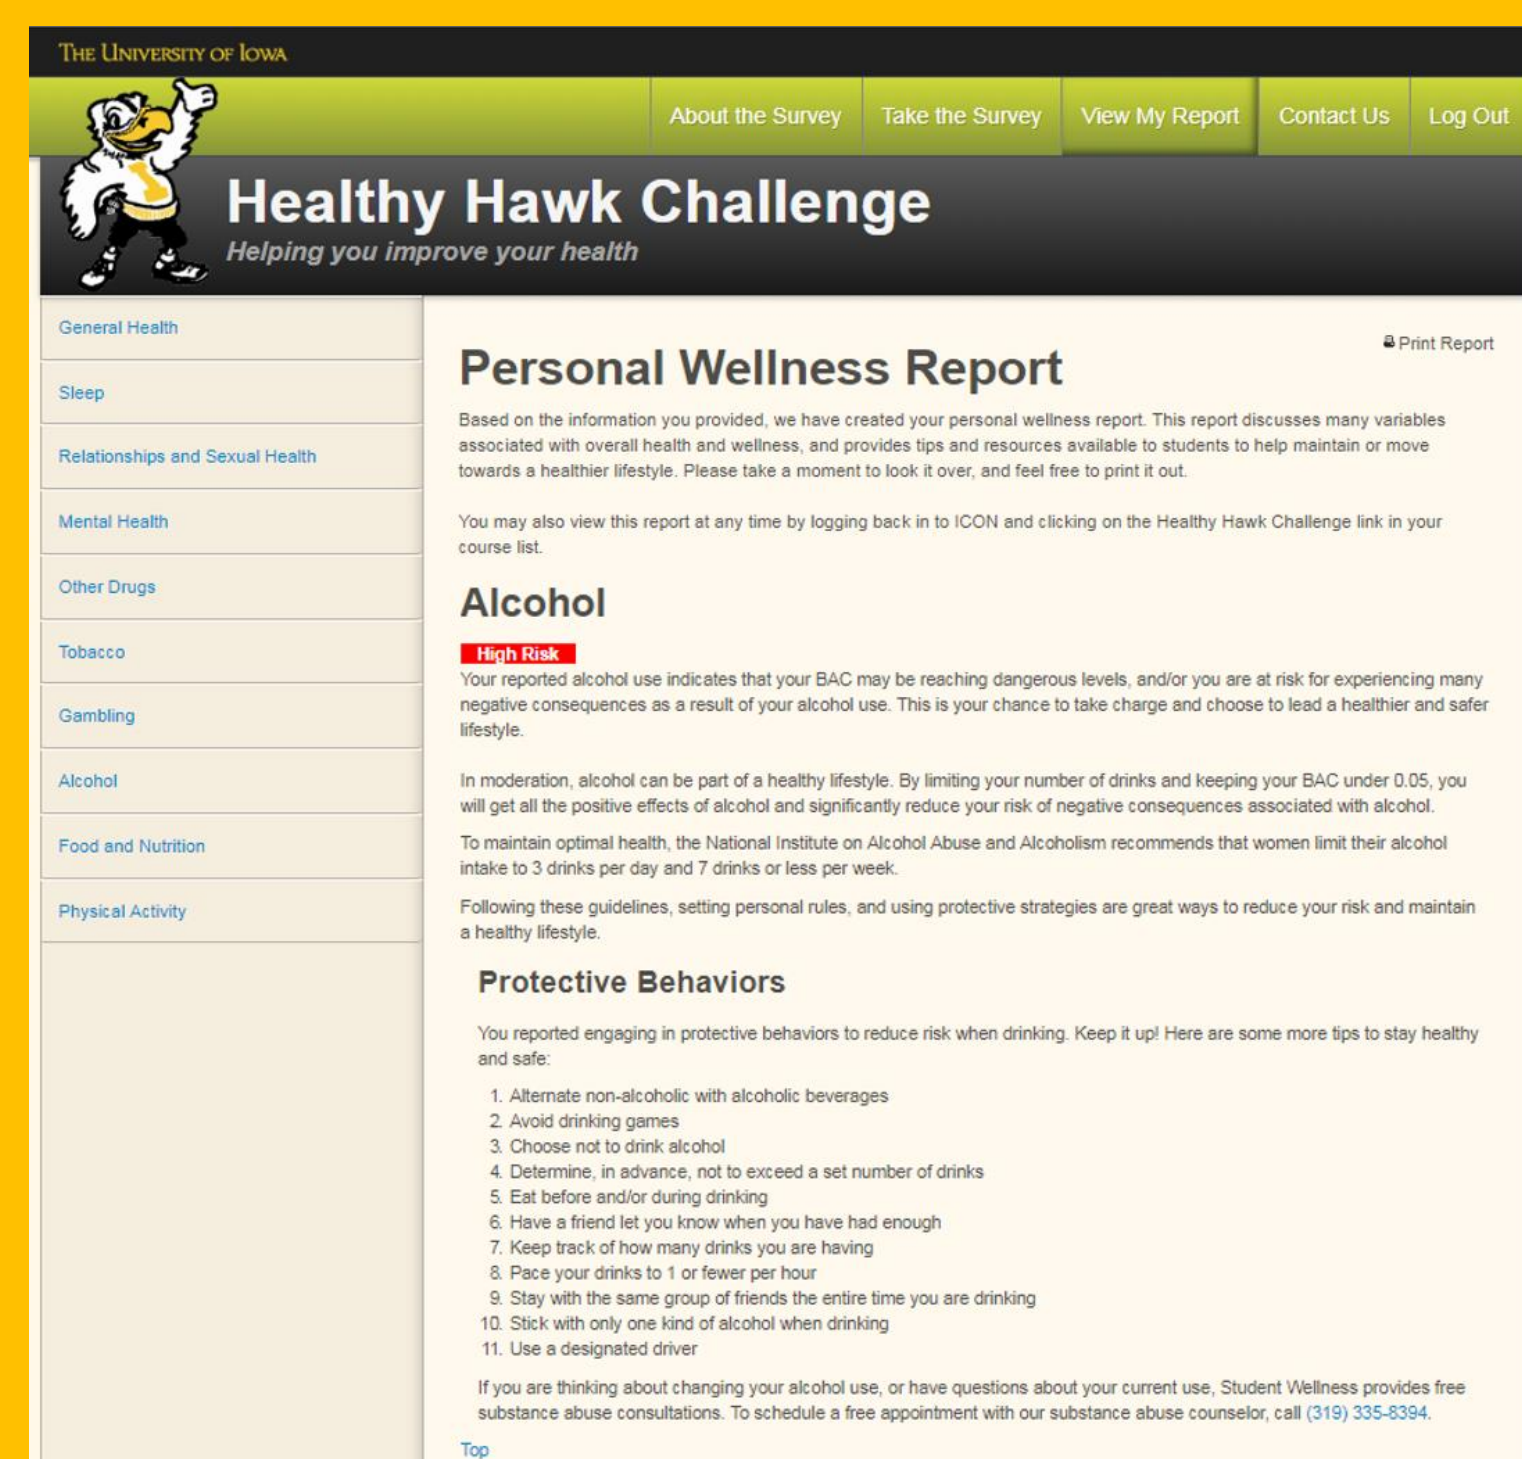 THE UNIVERSITY OF IOWA
About the Survey
Take the Survey
View My Report
Contact Us
Log Out
Healthy Hawk Challenge
Helping you improve your health
General Health
Sleep
Relationships and Sexual Health
Mental Health
Other Drugs
Tobacco
Gambling
Alcohol
Food and Nutrition
Physical Activity
Print Report
Personal Wellness Report
Based on the information you provided, we have created your personal wellness report. This report discusses many variables
associated with overall health and wellness, and provides tips and resources available to students to help maintain or move
towards a healthier lifestyle. Please take a moment to look it over, and feel free to print it out.
You may also view this report at any time by logging back in to ICON and clicking on the Healthy Hawk Challenge link in your
course list.
Alcohol
High Risk
Your reported alcohol use indicates that your BAC may be reaching dangerous levels, and/or you are at risk for experiencing many
negative consequences as a result of your alcohol use. This is your chance to take charge and choose to lead a healthier and safer
lifestyle.
In moderation, alcohol can be part of a healthy lifestyle. By limiting your number of drinks and keeping your BAC under 0.05, you
will get all the positive effects of alcohol and significantly reduce your risk of negative consequences associated with alcohol.
To maintain optimal health, the National Institute on Alcohol Abuse and Alcoholism recommends that women limit their alcohol
intake to 3 drinks per day and 7 drinks or less per week.
Following these guidelines, setting personal rules, and using protective strategies are great ways to reduce your risk and maintain
a healthy lifestyle.
Protective Behaviors
You reported engaging in protective behaviors to reduce risk when drinking. Keep it up! Here are some more tips to stay healthy
and safe:
1. Alternate non-alcoholic with alcoholic beverages
2. Avoid drinking games
3. Choose not to drink alcohol
4. Determine, in advance, not to exceed a set number of drinks
5. Eat before and/or during drinking
6. Have a friend let you know when you have had enough
7. Keep track of how many drinks you are having
8. Pace your drinks to 1 or fewer per hour
9. Stay with the same group of friends the entire time you are drinking
10. Stick with only one kind of alcohol when drinking
11. Use a designated driver
If you are thinking about changing your alcohol use, or have questions about your current use, Student Wellness provides free
substance abuse consultations. To schedule a free appointment with our substance abuse counselor, call (319) 335-8394.
Top